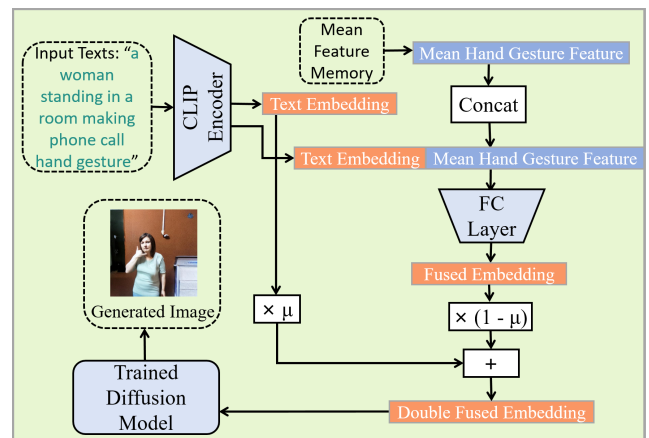 Input Texts: “a
woman
standing in a
room making
phone call
hand gesture”
CLIP
Encoder
Mean
Feature
Memory
Mean Hand Gesture Feature
Concat
Text Embedding
Text Embedding
Mean Hand Gesture Feature
FC
Layer
Fused Embedding
× μ
× (1 - μ)
+
Double Fused Embedding
Trained
Diffusion
Model
Generated Image